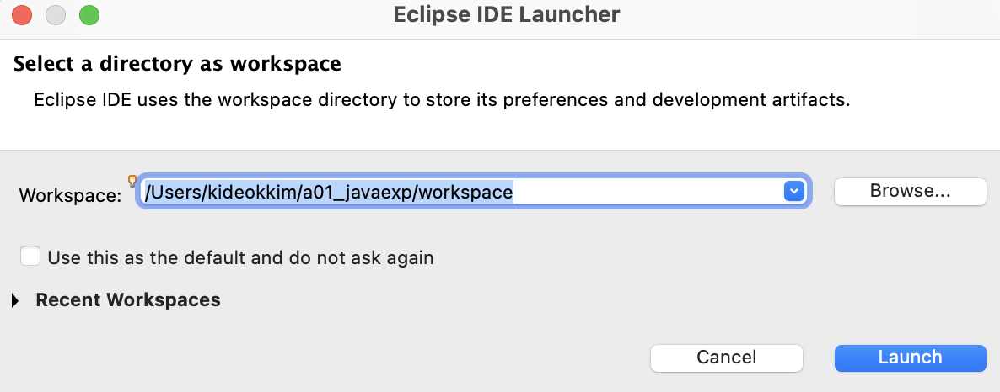 Eclipse IDE Launcher
Select a directory as workspace
Eclipse IDE uses the workspace directory to store its preferences and development artifacts.
Workspace: /Users/kideokkim/a01_javaexp/workspace Browse...
Use this as the default and do not ask again
Recent Workspaces
Cancel Launch